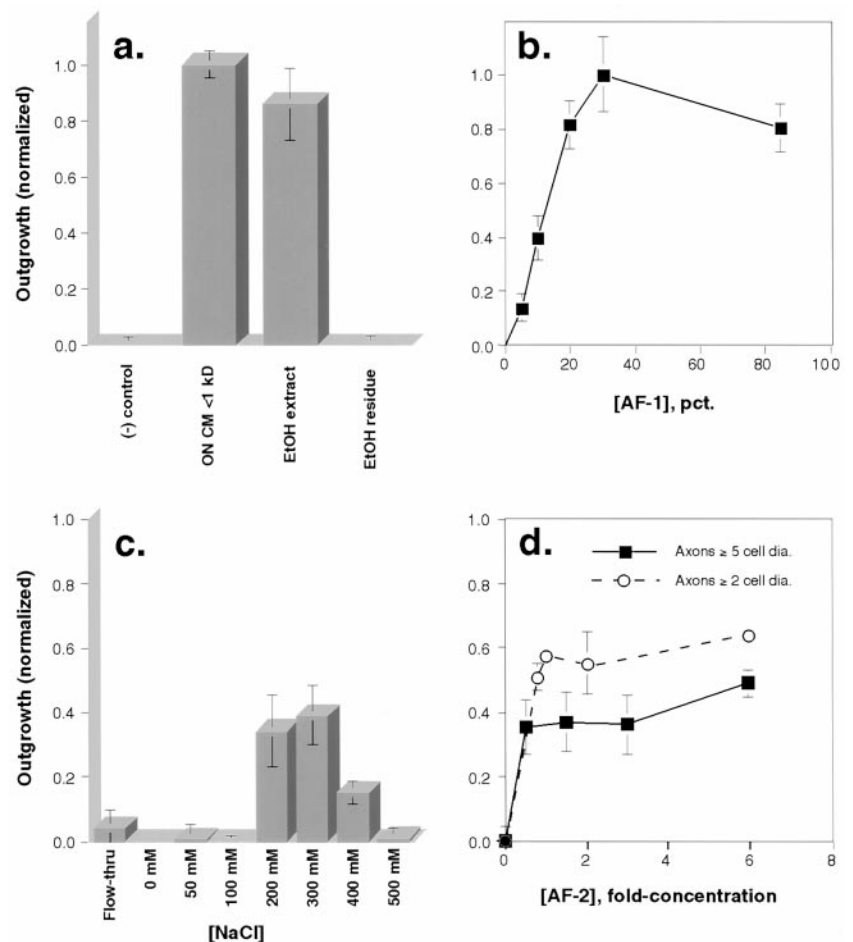 a.
Outgrowth (normalized)
1.0
0.8
0.6
0.4
0.2
0.0
(-) control
ON CM <1 kD
EtOH extract
EtOH residue
b.
1.0
0.8
0.6
0.4
0.2
0.0
0 20 40 60 80 100
[AF-1], pct.
c.
Outgrowth (normalized)
1.0
0.8
0.6
0.4
0.2
0.0
Flow-thru
0 mM
50 mM
100 mM
200 mM
300 mM
400 mM
500 mM
[NaCl]
d.
Axons ≥ 5 cell dia.
Axons ≥ 2 cell dia.
1.0
0.8
0.6
0.4
0.2
0.0
0 2 4 6 8
[AF-2], fold-concentration